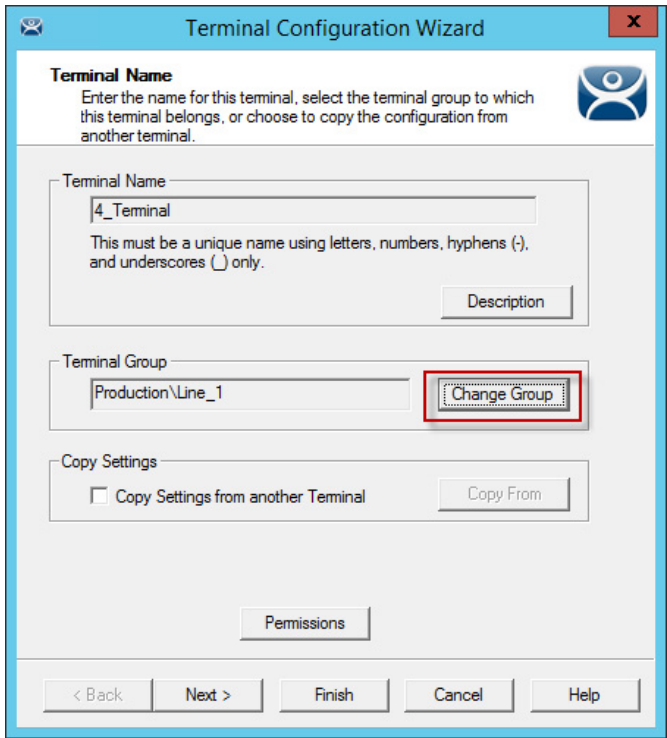 Terminal Configuration Wizard
x
Terminal Name
Enter the name for this terminal, select the terminal group to which
this terminal belongs, or choose to copy the configuration from
another terminal.
Terminal Name
4_Terminal
This must be a unique name using letters, numbers, hyphens (-),
and underscores (_) only.
Description
Terminal Group
Production\Line_1
Change Group
Copy Settings
Copy Settings from another Terminal
Copy From
Permissions
< Back
Next >
Finish
Cancel
Help